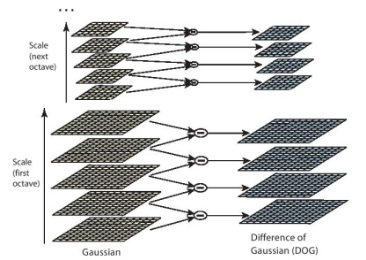 ...
Scale
(next
octave)
Scale
(first
octave)
Gaussian
Difference of
Gaussian (DOG)